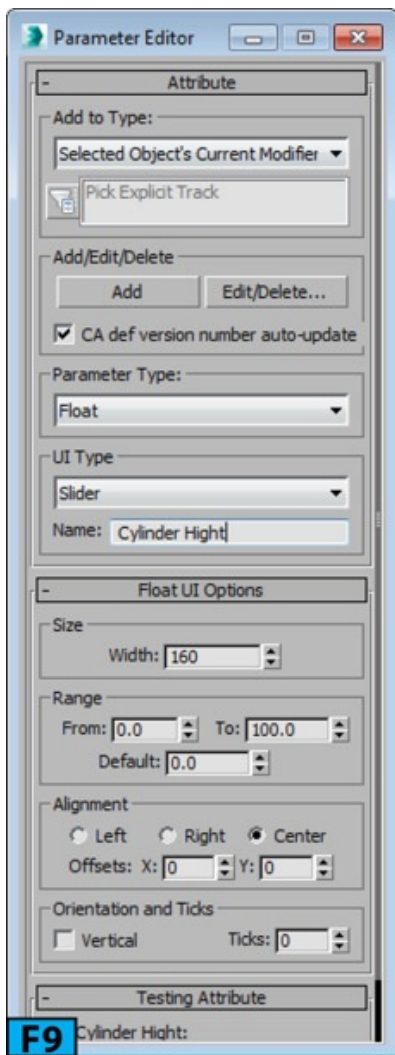 Parameter Editor
- Attribute
Add to Type:
Selected Object's Current Modifier
Pick Explicit Track
Add/Edit/Delete
Add Edit/Delete...
CA def version number auto-update
Parameter Type:
Float
UI Type
Slider
Name: Cylinder Hight
- Float UI Options
Size
Width: 160
Range
From: 0.0 To: 100.0
Default: 0.0
Alignment
Left Right Center
Offsets: X: 0 Y: 0
Orientation and Ticks
Vertical Ticks: 0
- Testing Attribute
F9 Cylinder Hight: